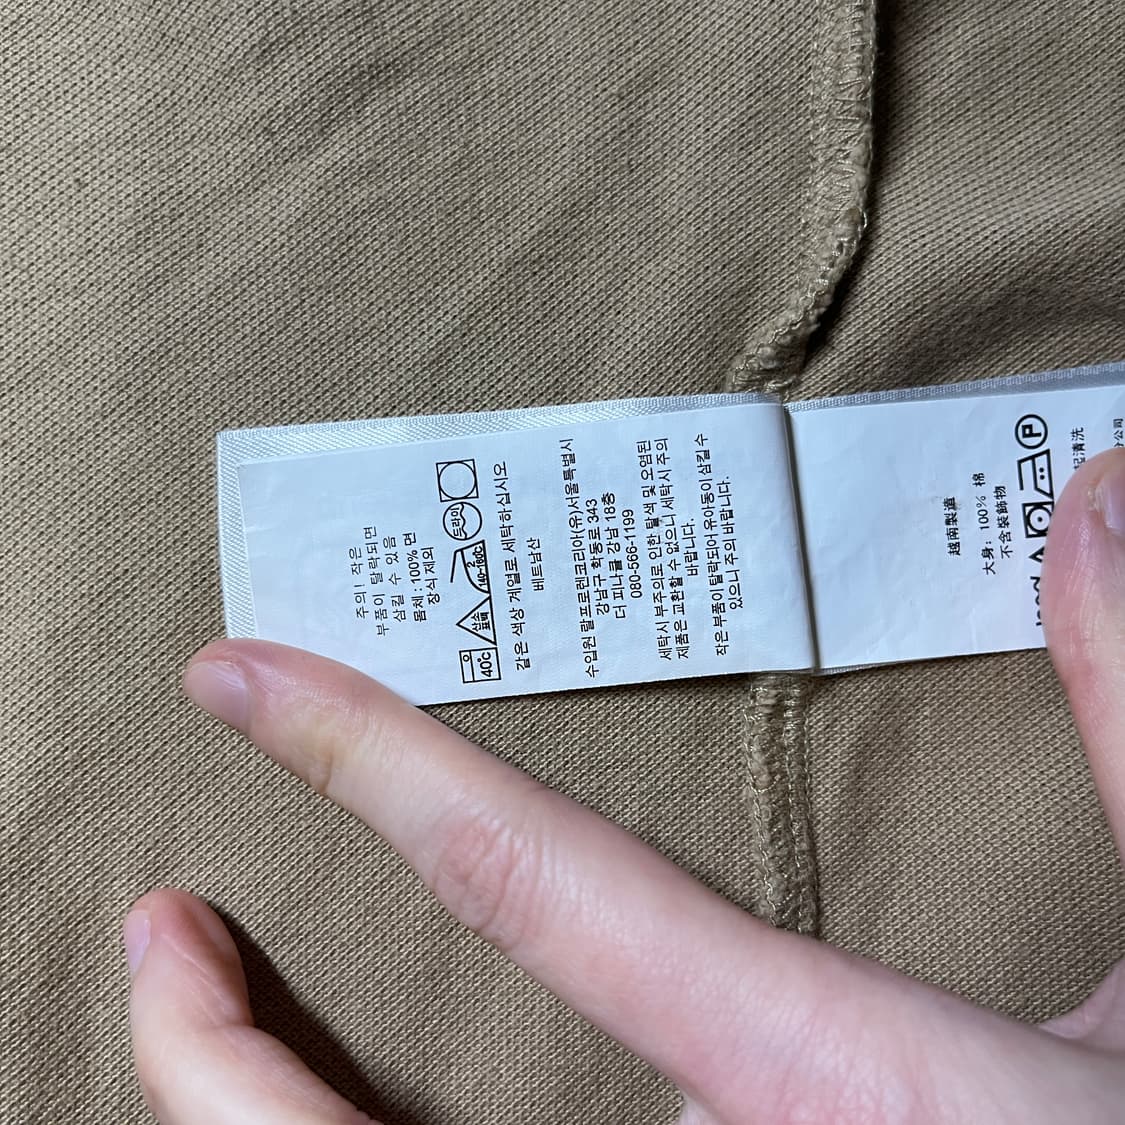 주의! 작은
부품이 탈락되면
삼킬 수 있음
몸체 : 100% 면
장식 제외
40℃
산소
표백
2
140~160℃
드라이
같은 색상 계열로 세탁하십시오
베트남산
수입원 랄프로렌코리아(유)서울특별시
강남구 학동로 343
더 피나클 강남 18층
080-566-1199
세탁시 부주의로 인한 탈색 및 오염된
제품은 교환할 수 없으니 세탁시 주의
바랍니다.
작은부품이탈락되어 유아동이 삼킬수
있으니 주의 바랍니다.
越南製造
大身: 100% 棉
不含裝飾物
P
起清洗
公司